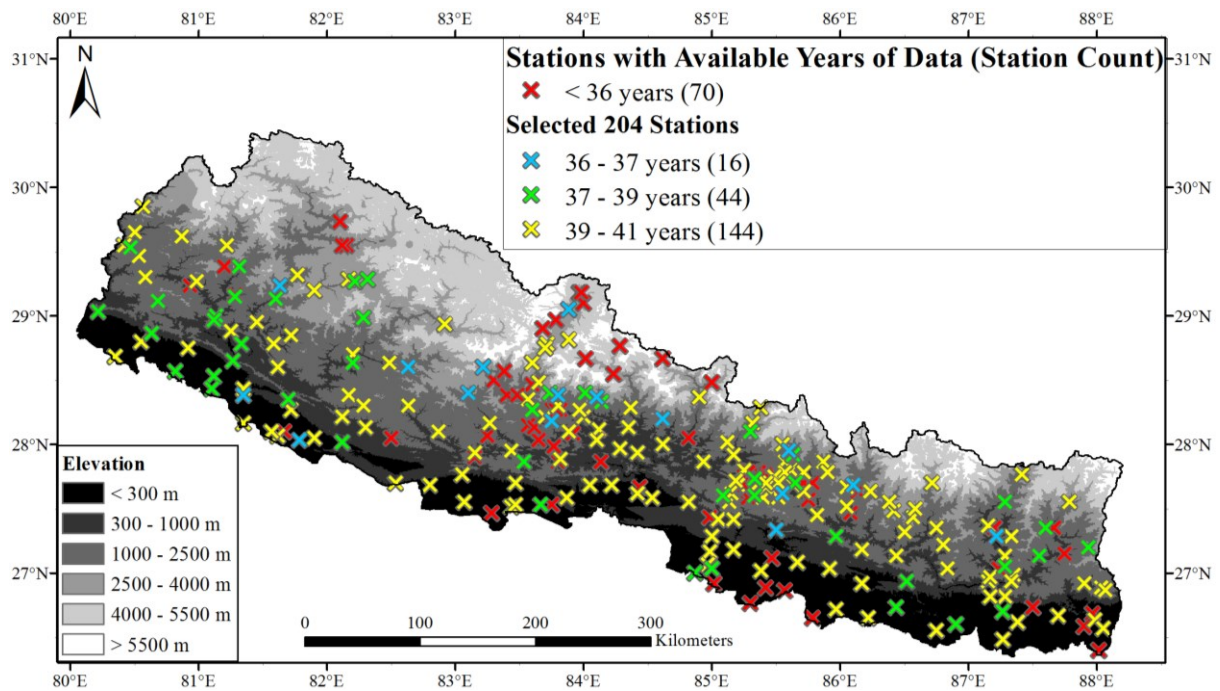 80°E 81°E 82°E 83°E 84°E 85°E 86°E 87°E 88°E
31°N
N
Stations with Available Years of Data (Station Count)
31°N
< 36 years (70)
Selected 204 Stations
36 - 37 years (16)
37 - 39 years (44)
39 - 41 years (144)
30°N
30°N
29°N
29°N
28°N
28°N
27°N
27°N
Elevation
< 300 m
300 - 1000 m
1000 - 2500 m
2500 - 4000 m
4000 - 5500 m
> 5500 m
0 100 200 300
Kilometers
80°E 81°E 82°E 83°E 84°E 85°E 86°E 87°E 88°E